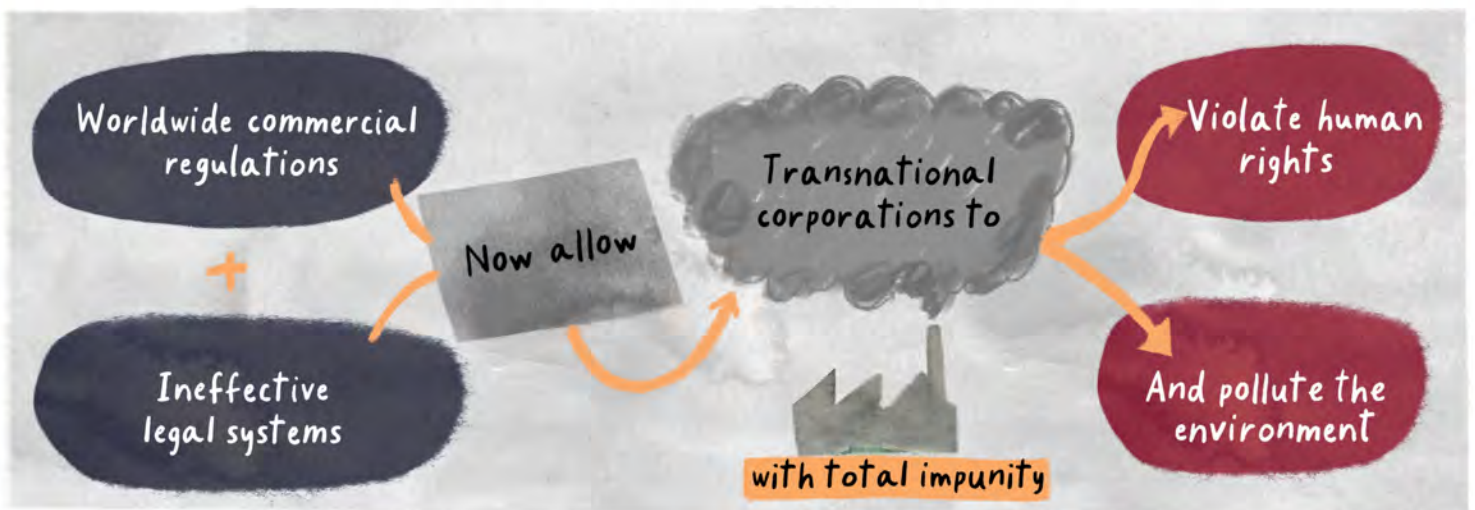 Worldwide commercial
regulations
+
Ineffective
legal systems
Now allow
Transnational
corporations to
with total impunity
Violate human
rights
And pollute the
environment